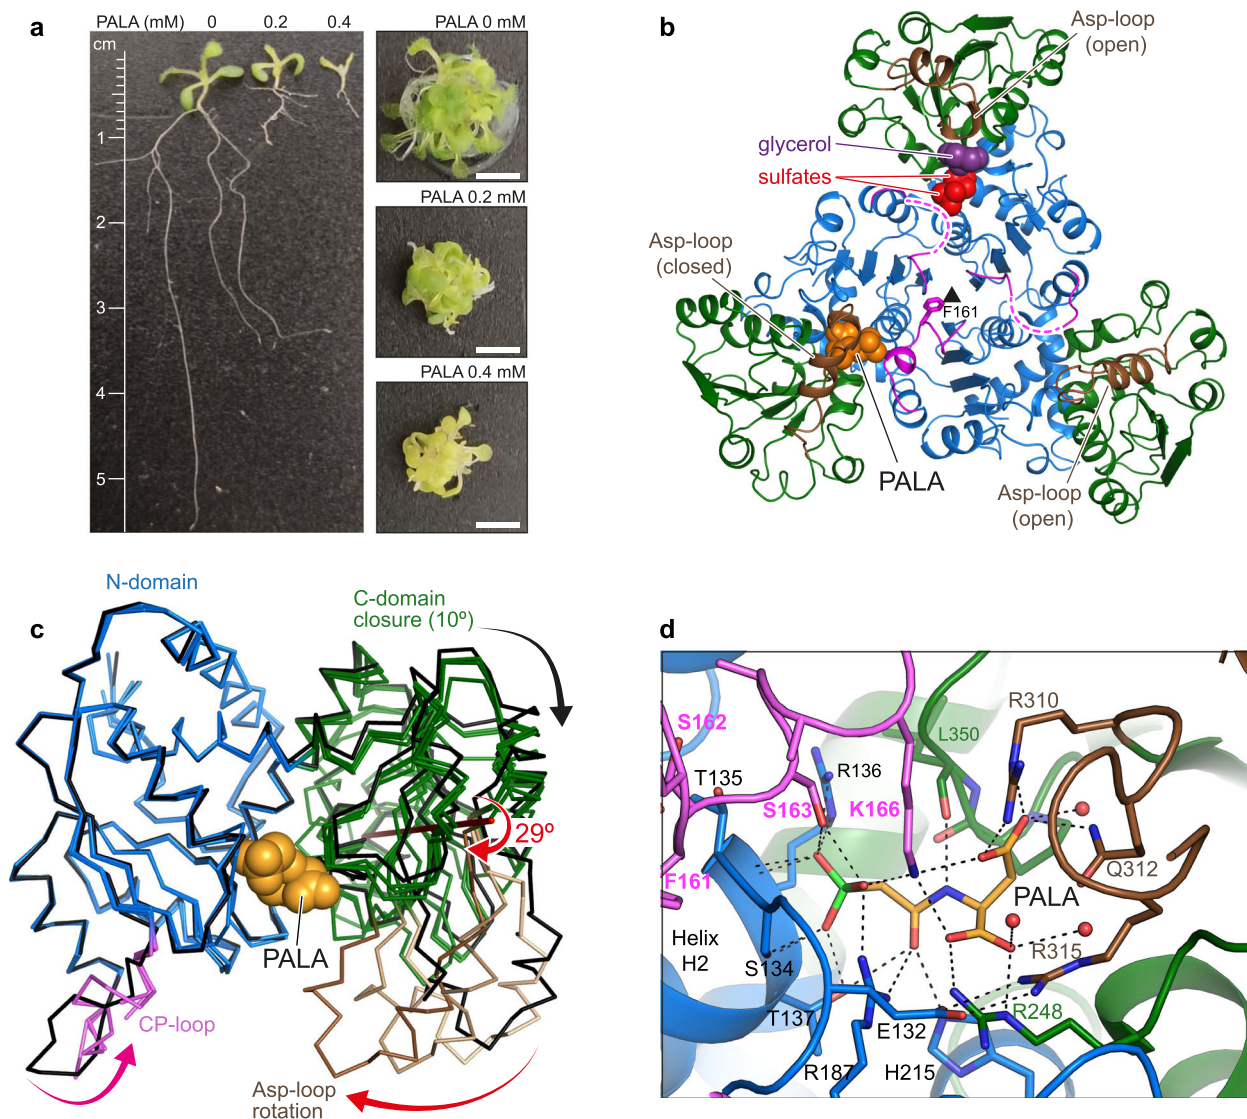 a
PALA (mM) 0 0.2 0.4
cm
1
2
3
4
5
PALA 0 mM
PALA 0.2 mM
PALA 0.4 mM
b
Asp-loop
(open)
glycerol
sulfates
Asp-loop
(closed)
F161
PALA
Asp-loop
(open)
c
N-domain
C-domain
closure (10º)
29º
PALA
CP-loop
Asp-loop
rotation
d
S162
T135
R136
L350
R310
S163
K166
F161
Q312
PALA
Helix
H2
S134
R315
T137
E132
R248
R187
H215